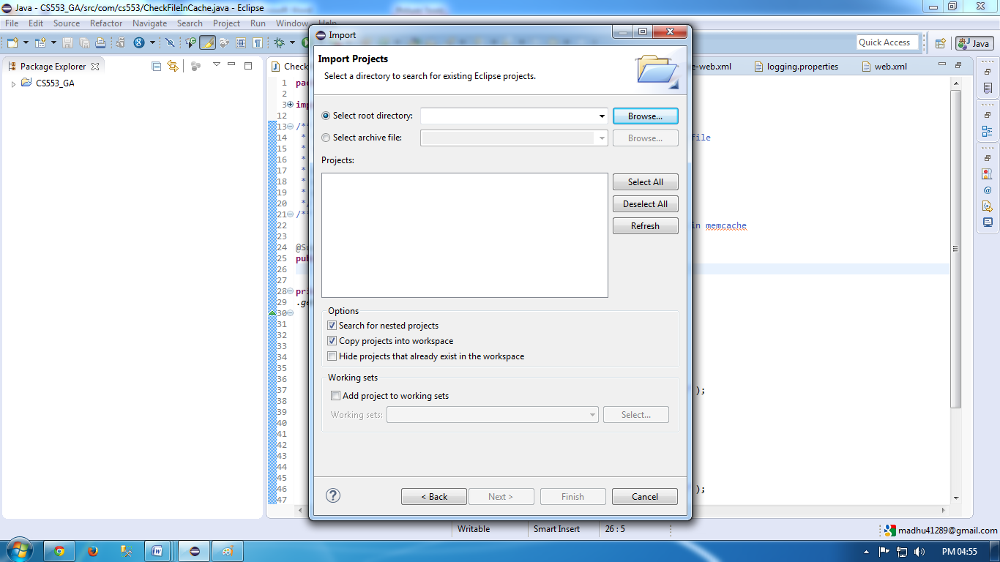 Java - CS553_GA/src/com/cs553/CheckFileInCache.java - Eclipse
File Edit Source Refactor Navigate Search Project Run Window Help
Quick Access
Java
Package Explorer
CS553_GA
Check
e-web.xml
logging.properties
web.xml
1 pac
2
3 imp
12
13 /**
14 * file
15 *
16 *
17 *
18 *
19 *
20 */
21 /**
22 in memcache
23
24 @Su
25 pub
26
27
28 pri
29 .ge
30
31
32
33
34
35
36
37 );
38
39
40
41
42
43
44
45
46 );
47
Import
Import Projects
Select a directory to search for existing Eclipse projects.
Select root directory:
Browse...
Select archive file:
Browse...
Projects:
Select All
Deselect All
Refresh
Options
Search for nested projects
Copy projects into workspace
Hide projects that already exist in the workspace
Working sets
Add project to working sets
Working sets:
Select...
?
< Back
Next >
Finish
Cancel
Writable
Smart Insert
26 : 5
madhu41289@gmail.com
PM 04:55